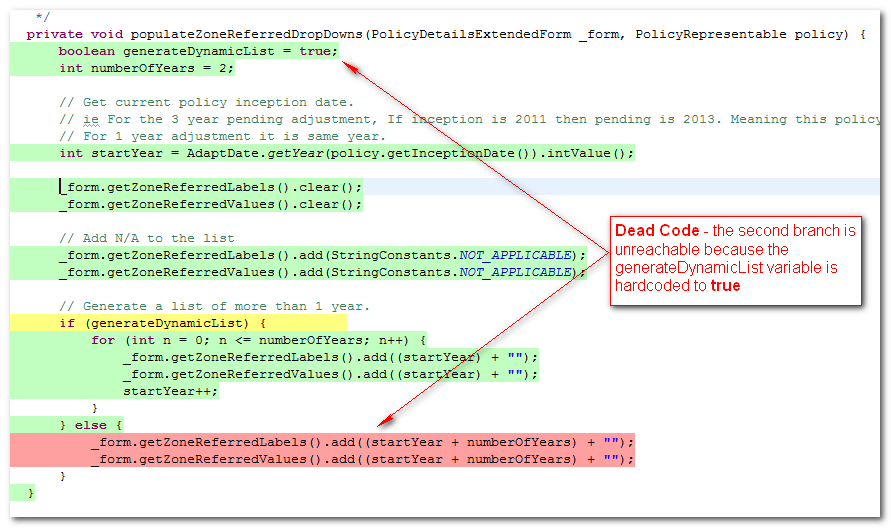 */
private void populateZoneReferredDropDowns(PolicyDetailsExtendedForm _form, PolicyRepresentable policy) {
boolean generateDynamicList = true;
int numberOfYears = 2;
// Get current policy inception date.
// ie For the 3 year pending adjustment, If inception is 2011 then pending is 2013. Meaning this policy
// For 1 year adjustment it is same year.
int startYear = AdaptDate.getYear(policy.getInceptionDate()).intValue();
_form.getZoneReferredLabels().clear();
_form.getZoneReferredValues().clear();
// Add N/A to the list
_form.getZoneReferredLabels().add(StringConstants.NOT_APPLICABLE);
_form.getZoneReferredValues().add(StringConstants.NOT_APPLICABLE);
// Generate a list of more than 1 year.
if (generateDynamicList) {
for (int n = 0; n <= numberOfYears; n++) {
_form.getZoneReferredLabels().add((startYear) + "");
_form.getZoneReferredValues().add((startYear) + "");
startYear++;
}
} else {
_form.getZoneReferredLabels().add((startYear + numberOfYears) + "");
_form.getZoneReferredValues().add((startYear + numberOfYears) + "");
}
}
Dead Code - the second branch is
unreachable because the
generateDynamicList variable is
hardcoded to true